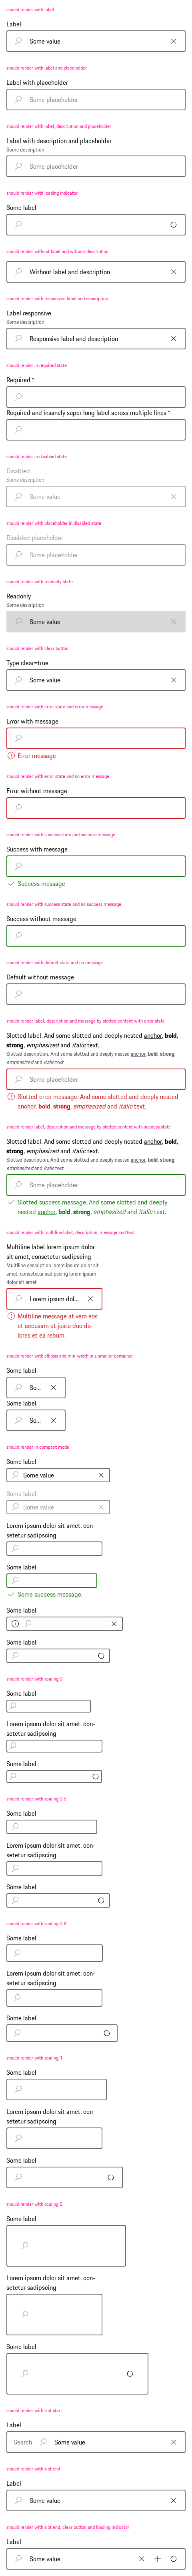 should render with label
Label
Some value
should render with label and placeholder
Label with placeholder
Some placeholder
should render with label, description and placeholder
Label with description and placeholder
Some description
Some placeholder
should render with loading indicator
Some label
should render without label and without description
Without label and description
should render with responsive label and description
Label responsive
Some description
Responsive label and description
should render in required state
Required *
Required and insanely super long label across multiple lines *
should render in disabled state
Disabled
Some description
Some value
should render with placeholder in disabled state
Disabled placeholder
Some placeholder
should render with readonly state
Readonly
Some description
Some value
should render with clear button
Type clear=true
Some value
should render with error state and error message
Error with message
Error message
should render with error state and no error message
Error without message
should render with success state and success message
Success with message
Success message
should render with success state and no success message
Success without message
should render with default state and no message
Default without message
should render label, description and message by slotted content with error state
Slotted label. And some slotted and deeply nested anchor, bold,
strong, emphasized and italic text.
Slotted description. And some slotted and deeply nested anchor, bold, strong,
emphasized and italic text.
Some placeholder
Slotted error message. And some slotted and deeply nested
anchor, bold, strong, emphasized and italic text.
should render label, description and message by slotted content with success state
Slotted label. And some slotted and deeply nested anchor, bold,
strong, emphasized and italic text.
Slotted description. And some slotted and deeply nested anchor, bold, strong,
emphasized and italic text.
Some placeholder
Slotted success message. And some slotted and deeply
nested anchor, bold, strong, emphasized and italic text.
should render with multiline label, description, message and text
Multiline label lorem ipsum dolor
sit amet, consetetur sadipscing
Multiline description lorem ipsum dolor sit
amet, consetetur sadipscing lorem ipsum
dolor sit amet
Lorem ipsum dol...
Multiline message at vero eos
et accusam et justo duo do-
lores et ea rebum.
should render with ellipsis and min-width in a smaller container
Some label
So...
Some label
So...
should render in compact mode
Some label
Some value
Some label
Some value
Lorem ipsum dolor sit amet, con-
setetur sadipscing
Some label
Some success message.
Some label
Some label
should render with scaling 0
Some label
Lorem ipsum dolor sit amet, con-
setetur sadipscing
Some label
should render with scaling 0.5
Some label
Lorem ipsum dolor sit amet, con-
setetur sadipscing
Some label
should render with scaling 0.8
Some label
Lorem ipsum dolor sit amet, con-
setetur sadipscing
Some label
should render with scaling 1
Some label
Lorem ipsum dolor sit amet, con-
setetur sadipscing
Some label
should render with scaling 2
Some label
Lorem ipsum dolor sit amet, con-
setetur sadipscing
Some label
should render with slot start
Label
Search Some value
should render with slot end
Label
Some value
should render with slot end, clear button and loading indicator
Label
Some value